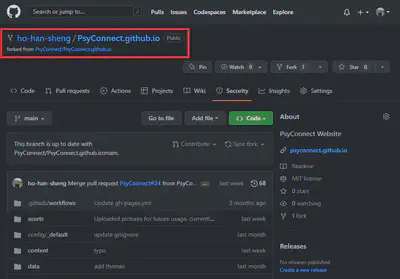 Search or jump to... / Pull requests Issues Codespaces Marketplace Explore
ho-han-sheng / PsyConnect.github.io Public
forked from PsyConnect/PsyConnect.github.io
Pin Watch 0 Fork 1 Star 0
Code Pull requests Actions Projects Wiki Security Insights Settings
main Go to file Add file Code
About
PsyConnect Website
This branch is up to date with
PsyConnect/PsyConnect.github.io:main.
Contribute Sync fork
psyconnect.github.io
Readme
MIT license
0 stars
0 watching
1 fork
ho-han-sheng Merge pull request PsyConnect#24 from PsyCo... ... last week 68
.github/workflows Update gh-pages.yml 3 months ago
assets Uploaded pictures for future usage. currentl... last week
config/_default update gitignore last month
content typo last week
data add themes last month
Releases
No releases published
Create a new release